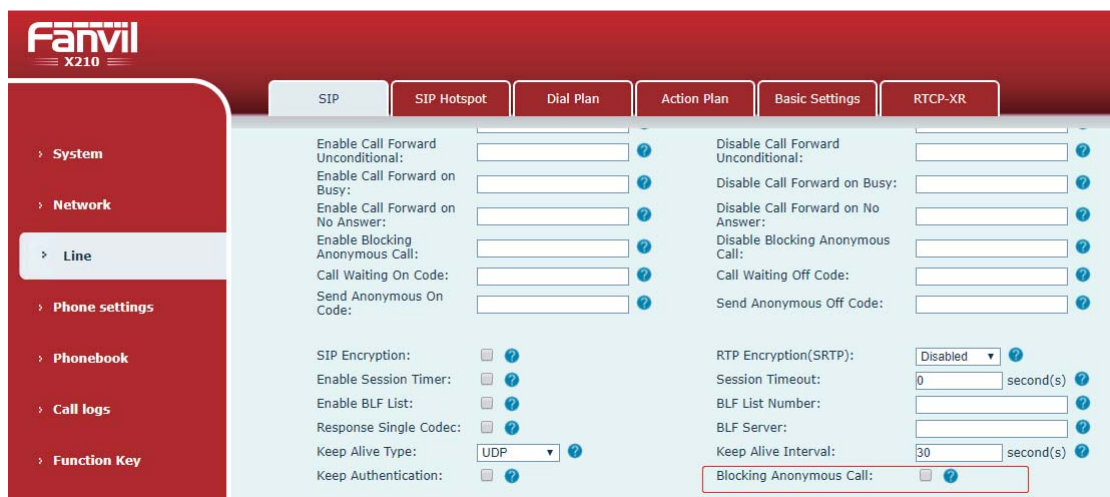 Fanvil
X210
SIP
SIP Hotspot
Dial Plan
Action Plan
Basic Settings
RTCP-XR
System
Network
Line
Phone settings
Phonebook
Call logs
Function Key
Enable Call Forward
Unconditional:
Disable Call Forward
Unconditional:
Enable Call Forward on
Busy:
Disable Call Forward on Busy:
Enable Call Forward on
No Answer:
Disable Call Forward on No
Answer:
Enable Blocking
Anonymous Call:
Disable Blocking Anonymous
Call:
Call Waiting On Code:
Call Waiting Off Code:
Send Anonymous On
Code:
Send Anonymous Off Code:
SIP Encryption:
RTP Encryption(SRTP): Disabled
Enable Session Timer:
Session Timeout: 0 second(s)
Enable BLF List:
BLF List Number:
Response Single Codec:
BLF Server:
Keep Alive Type: UDP
Keep Alive Interval: 30 second(s)
Keep Authentication:
Blocking Anonymous Call: